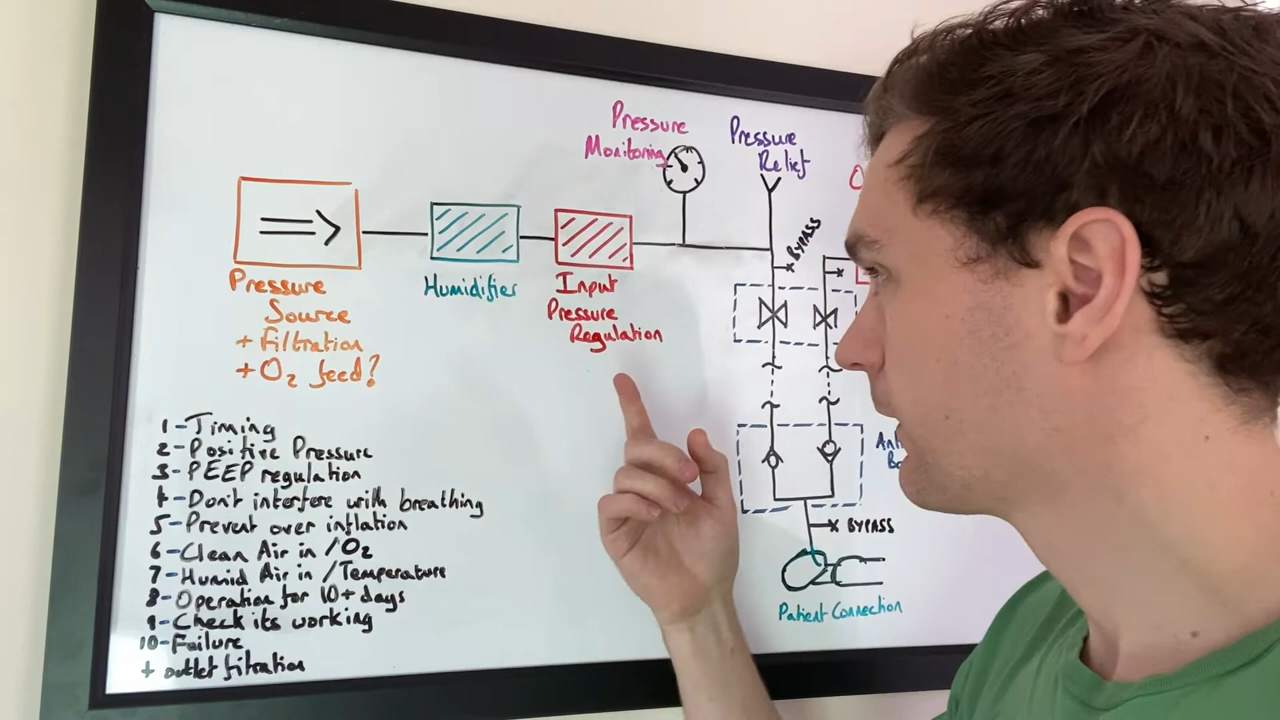 Pressure
Monitoring
Pressure
Relief
BYPASS
Pressure
Source
+ Filtration
+ O₂ feed?
Humidifier
Input
Pressure
Regulation
1-Timing
2-Positive Pressure
3-PEEP regulation
4-Don't interfere with breathing
5-Prevent over inflation
6-Clean Air in /O₂
7-Humid Air in /Temperature
8-Operation for 10+ days
9-Check its working
10-Failure
+ outlet filtration
BYPASS
Patient Connection